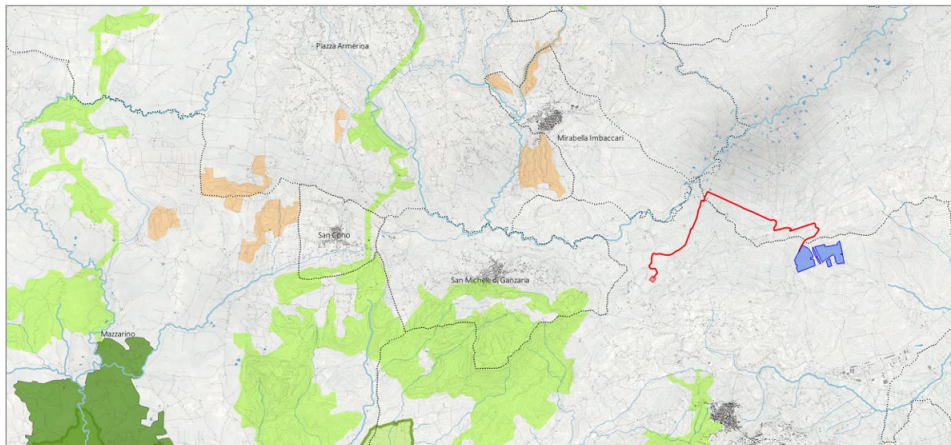 Piazza Armerina
Mirabella Imbaccari
San Cono
San Michele di Ganzaria
Mazzarino